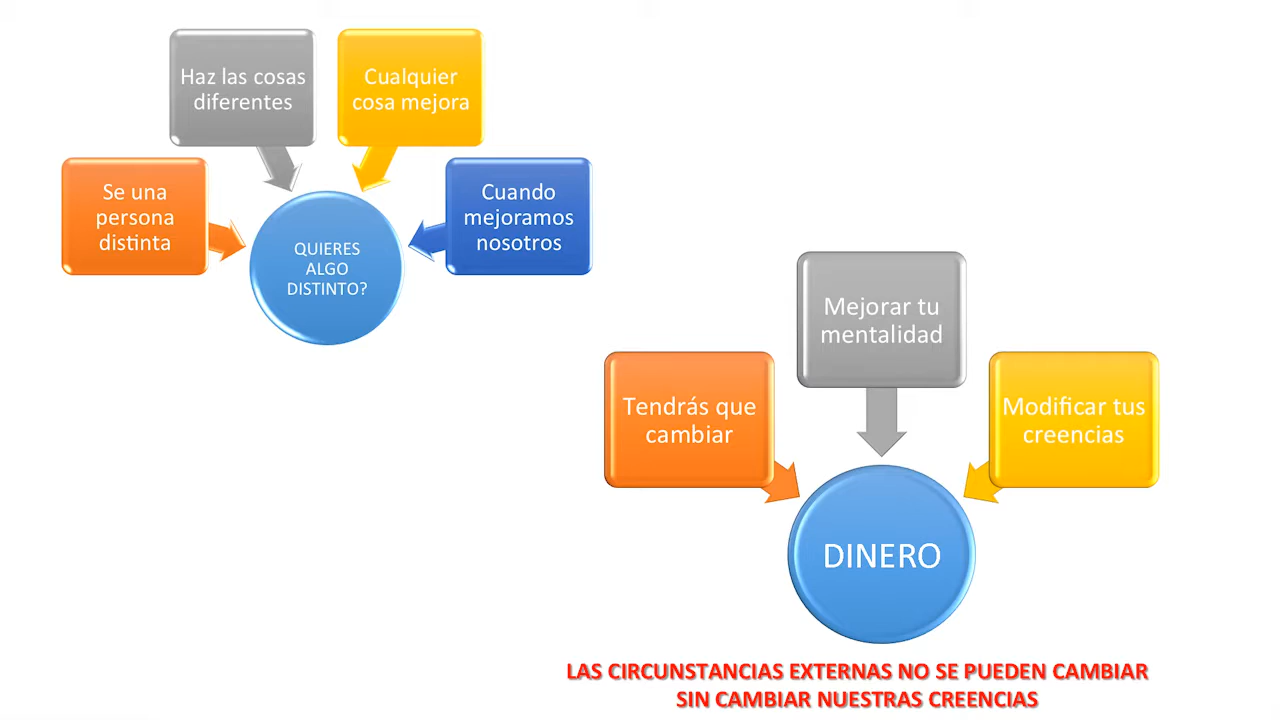 Haz las cosas
diferentes
Cualquier
cosa mejora
Se una
persona
distinta
Cuando
mejoramos
nosotros
QUIERES
ALGO
DISTINTO?
Mejorar tu
mentalidad
Tendrás que
cambiar
Modificar tus
creencias
DINERO
LAS CIRCUNSTANCIAS EXTERNAS NO SE PUEDEN CAMBIAR
SIN CAMBIAR NUESTRAS CREENCIAS